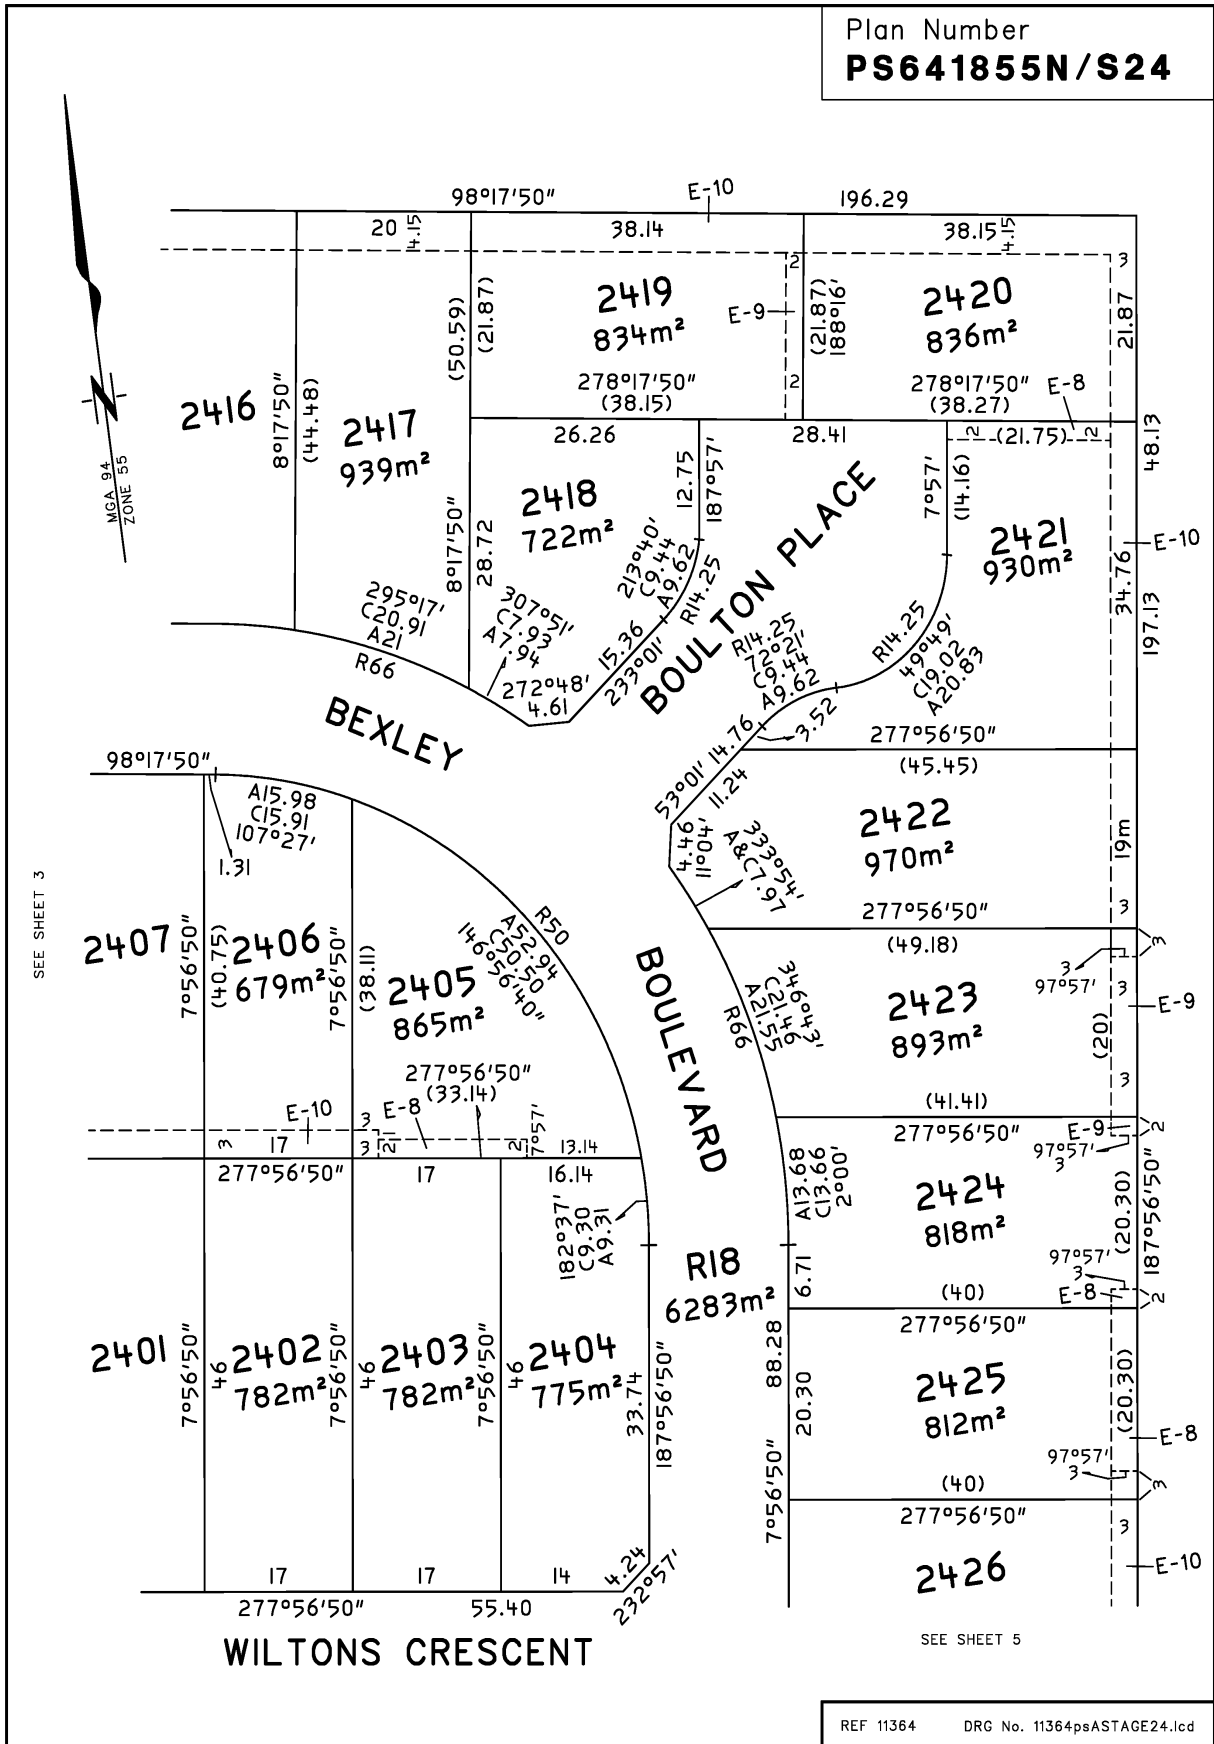 Plan Number
PS641855N/S24
98°17'50"
E-10
196.29
20
4.15
38.14
38.15
4.15
2
3
2419
834m²
E-9
(21.87)
188°16'
2420
836m²
21.87
(50.59)
(21.87)
278°17'50"
(38.15)
2
278°17'50"
(38.27)
E-8
2416
8°17'50"
(44.48)
2417
939m²
26.26
28.41
2
(21.75)
2
48.13
MGA 94
ZONE 55
2418
722m²
12.75
187°57'
7°57'
(14.16)
2421
930m²
E-10
8°17'50"
28.72
213°40'
C9.44
A9.62
R14.25
BOULTON PLACE
34.76
197.13
295°17'
C20.91
A21
R66
307°51'
C7.93
A7.94
15.36
233°01'
R14.25
72°21'
C9.44
A9.62
R14.25
49°49'
C19.02
A20.83
272°48'
4.61
BEXLEY
3.52
277°56'50"
(45.45)
98°17'50"
A15.98
C15.91
107°27'
1.31
53°01'
14.76
11.24
4.46
11°04'
333°54'
A&C7.97
2422
970m²
19m
3
277°56'50"
SEE SHEET 3
2407
7°56'50"
(40.75)
2406
679m²
7°56'50"
(38.11)
2405
865m²
R50
A52.94
C50.50
146°56'40"
BOULEVARD
(49.18)
3
3
97°57'
3
346°43'
C21.46
A21.55
R66
2423
893m²
E-9
(20)
3
277°56'50"
(33.14)
(41.41)
E-10
3
E-8
277°56'50"
E-9
2
3
17
3
2
2
7°57'
13.14
97°57'
3
277°56'50"
17
16.14
A13.68
C13.66
2°00'
2424
818m²
(20.30)
187°56'50"
182°37'
C9.30
A9.31
R18
6283m²
6.71
97°57'
3
(40)
E-8
2
277°56'50"
2401
7°56'50"
46
2402
782m²
7°56'50"
46
2403
782m²
7°56'50"
46
2404
775m²
33.74
187°56'50"
88.28
20.30
2425
812m²
(20.30)
E-8
97°57'
3
3
7°56'50"
(40)
277°56'50"
3
2426
E-10
17
17
14
4.24
232°57'
277°56'50"
55.40
WILTONS CRESCENT
SEE SHEET 5
REF 11364
DRG No. 11364psASTAGE24.lcd